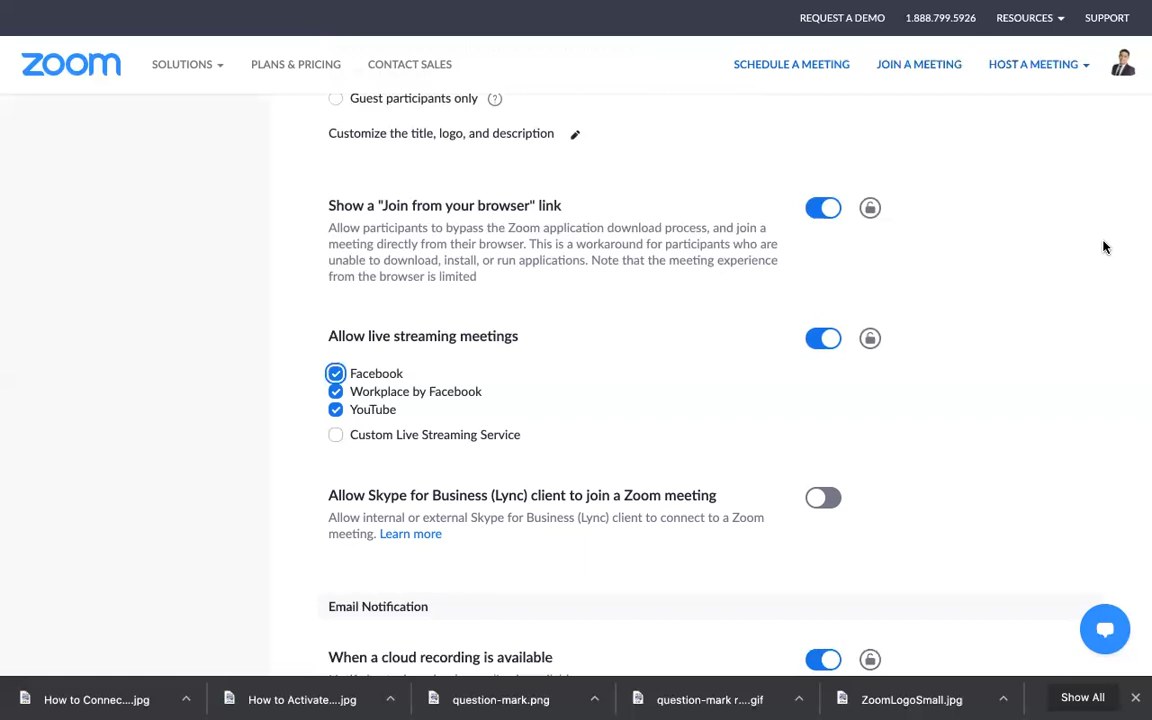 REQUEST A DEMO 1.888.799.5926 RESOURCES SUPPORT
zoom SOLUTIONS PLANS & PRICING CONTACT SALES SCHEDULE A MEETING JOIN A MEETING HOST A MEETING
Guest participants only ?
Customize the title, logo, and description
Show a "Join from your browser" link
Allow participants to bypass the Zoom application download process, and join a
meeting directly from their browser. This is a workaround for participants who are
unable to download, install, or run applications. Note that the meeting experience
from the browser is limited
Allow live streaming meetings
Facebook
Workplace by Facebook
YouTube
Custom Live Streaming Service
Allow Skype for Business (Lync) client to join a Zoom meeting
Allow internal or external Skype for Business (Lync) client to connect to a Zoom
meeting. Learn more
Email Notification
When a cloud recording is available
How to Connec....jpg How to Activate....jpg question-mark.png question-mark r....gif ZoomLogoSmall.jpg Show All